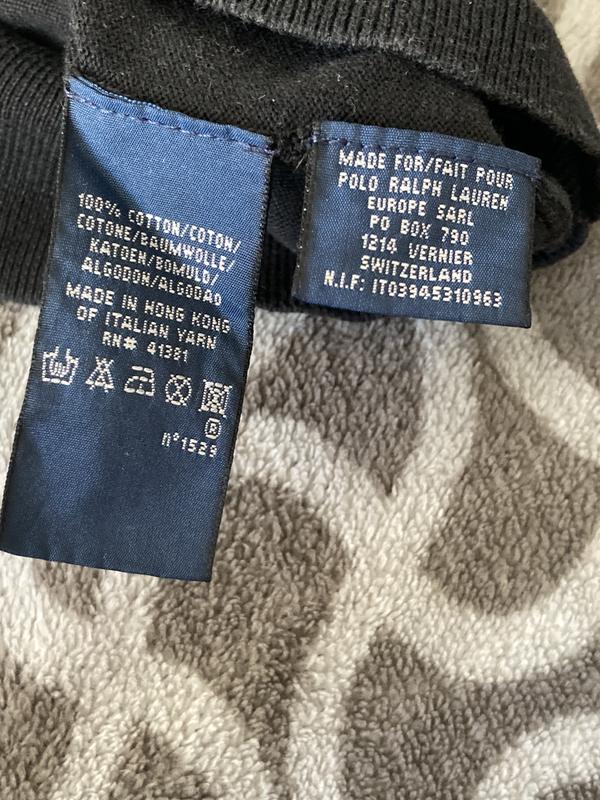 100% COTTON/COTON/
COTONE/BAUMWOLLE/
KATOEN/BOMULD/
ALGODON/ALGODAO
MADE IN HONG KONG
OF ITALIAN YARN
RN# 41381
®
n°1529
MADE FOR/FAIT POUR
POLO RALPH LAUREN
EUROPE SARL
PO BOX 790
1214 VERNIER
SWITZERLAND
N.I.F: IT03945310963